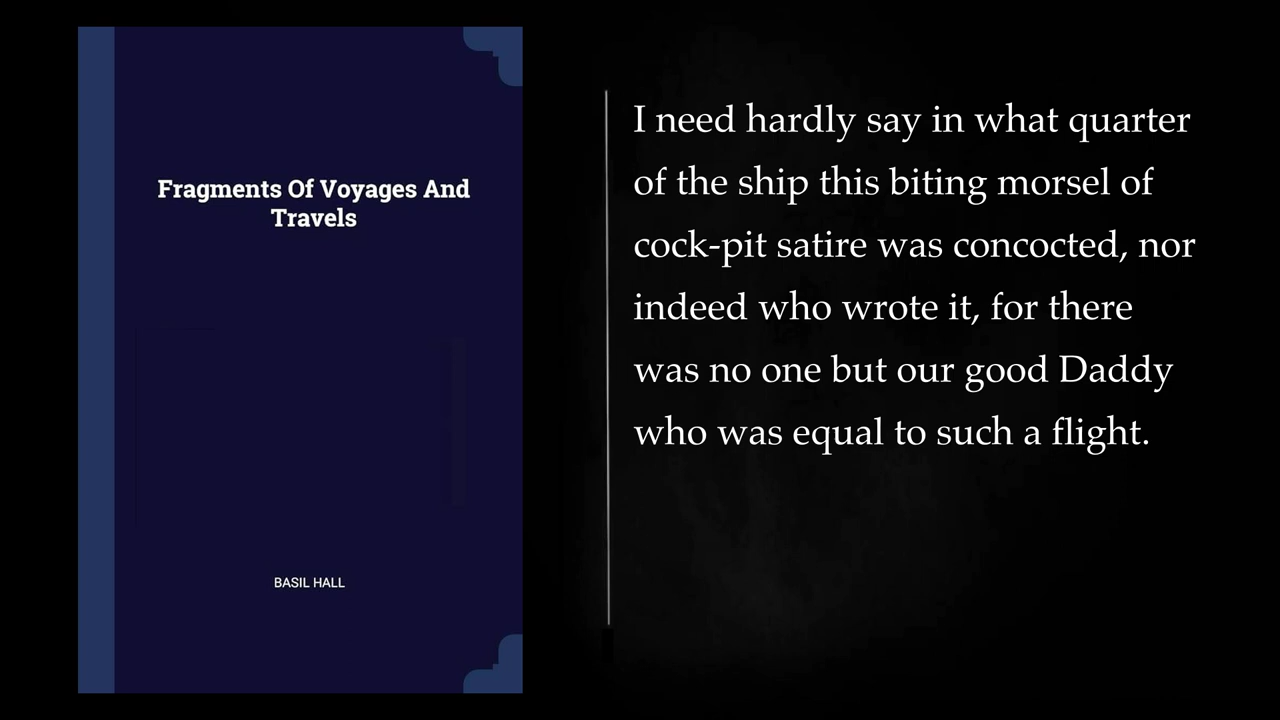 Fragments Of Voyages And
Travels
BASIL HALL
I need hardly say in what quarter
of the ship this biting morsel of
cock-pit satire was concocted, nor
indeed who wrote it, for there
was no one but our good Daddy
who was equal to such a flight.